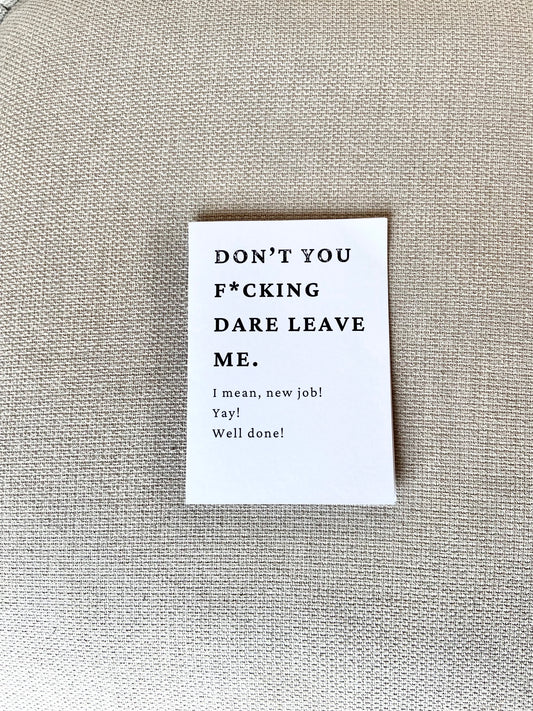 DON'T YOU
F*CKING
DARE LEAVE
ME.
I mean, new job!
Yay!
Well done!